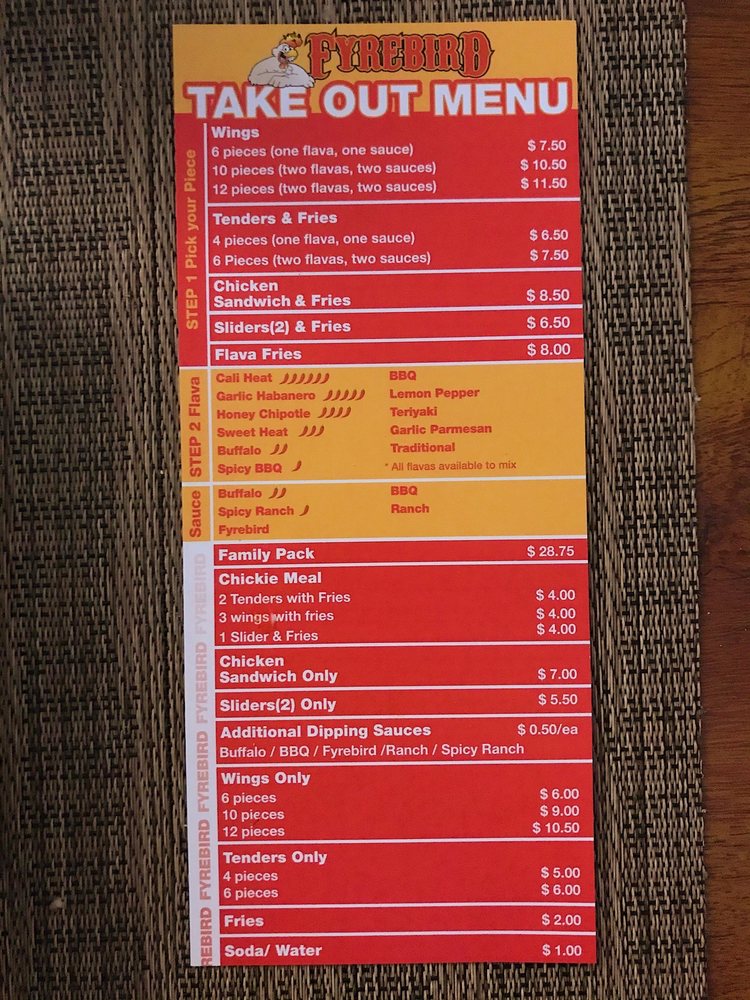 FYREBIRD
TAKE OUT MENU
STEP 1 Pick your Piece
Wings
6 pieces (one flava, one sauce) $ 7.50
10 pieces (two flavas, two sauces) $ 10.50
12 pieces (two flavas, two sauces) $ 11.50
Tenders & Fries
4 pieces (one flava, one sauce) $ 6.50
6 Pieces (two flavas, two sauces) $ 7.50
Chicken
Sandwich & Fries $ 8.50
Sliders(2) & Fries $ 6.50
Flava Fries $ 8.00
STEP 2 Flava
Cali Heat BBQ
Garlic Habanero Lemon Pepper
Honey Chipotle Teriyaki
Sweet Heat Garlic Parmesan
Buffalo Traditional
Spicy BBQ * All flavas available to mix
Sauce
Buffalo BBQ
Spicy Ranch Ranch
Fyrebird
Family Pack $ 28.75
Chickie Meal
2 Tenders with Fries $ 4.00
3 wings with fries $ 4.00
1 Slider & Fries $ 4.00
Chicken
Sandwich Only $ 7.00
Sliders(2) Only $ 5.50
Additional Dipping Sauces $ 0.50/ea
Buffalo / BBQ / Fyrebird /Ranch / Spicy Ranch
Wings Only
6 pieces $ 6.00
10 pieces $ 9.00
12 pieces $ 10.50
Tenders Only
4 pieces $ 5.00
6 pieces $ 6.00
Fries $ 2.00
Soda/ Water $ 1.00
REBIRD FYREBIRD FYREBIRD FYREBIRD FYREBIRD